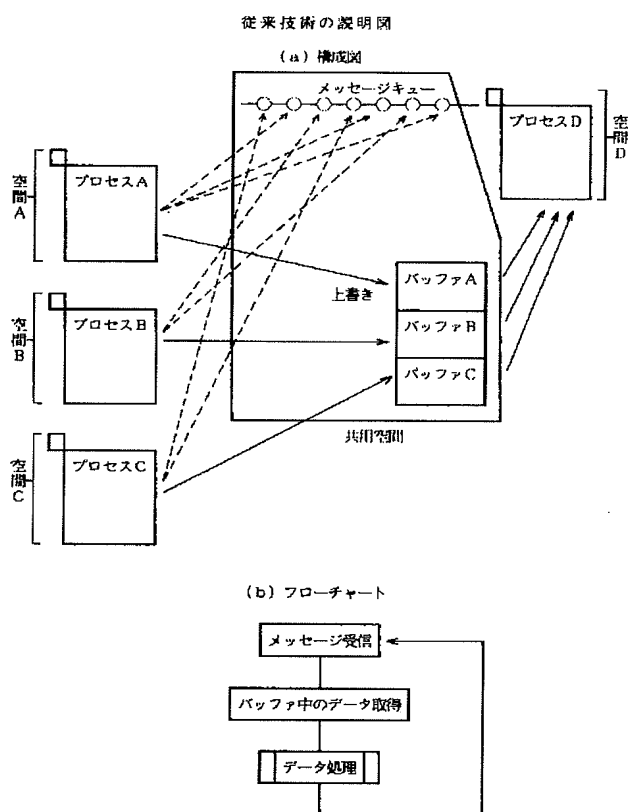 従来技術の説明図
(a) 構成図
メッセージキュー
プロセスD
空間D
空間A
プロセスA
上書き
バッファA
空間B
プロセスB
バッファB
バッファC
共用空間
空間C
プロセスC
(b) フローチャート
メッセージ受信
バッファ中のデータ取得
データ処理